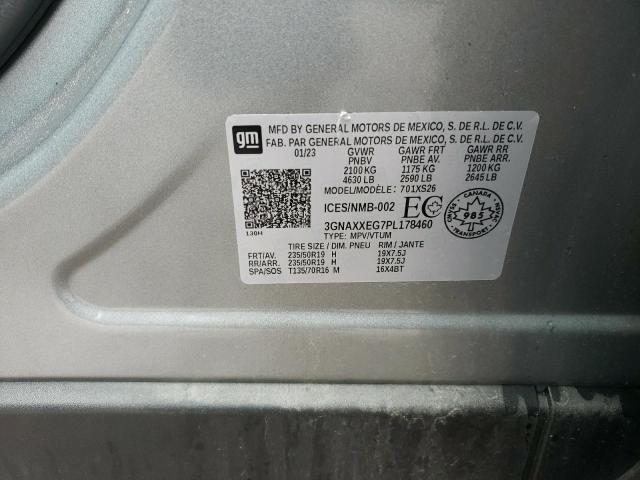 gm
MFD BY GENERAL MOTORS DE MEXICO, S. DE R.L. DE C.V.
FAB. PAR GENERAL MOTORS DE MEXICO, S. DE R.L. DE C.V.
01/23 GVWR GAWR FRT GAWR RR
PNBV PNBE AV. PNBE ARR.
2100 KG 1175 KG 1200 KG
4630 LB 2590 LB 2645 LB
MODEL/MODÈLE: 701XS26
ICES/NMB-002 EC
CANADA 985 TRANS
3GNAXXEG7PL178460
130H
TYPE: MPV/VTUM
TIRE SIZE / DIM. PNEU RIM / JANTE
FRT/AV. 235/50R19 H 19X7.5J
RR/ARR. 235/50R19 H 19X7.5J
SPA/SOS T135/70R16 M 16X4BT